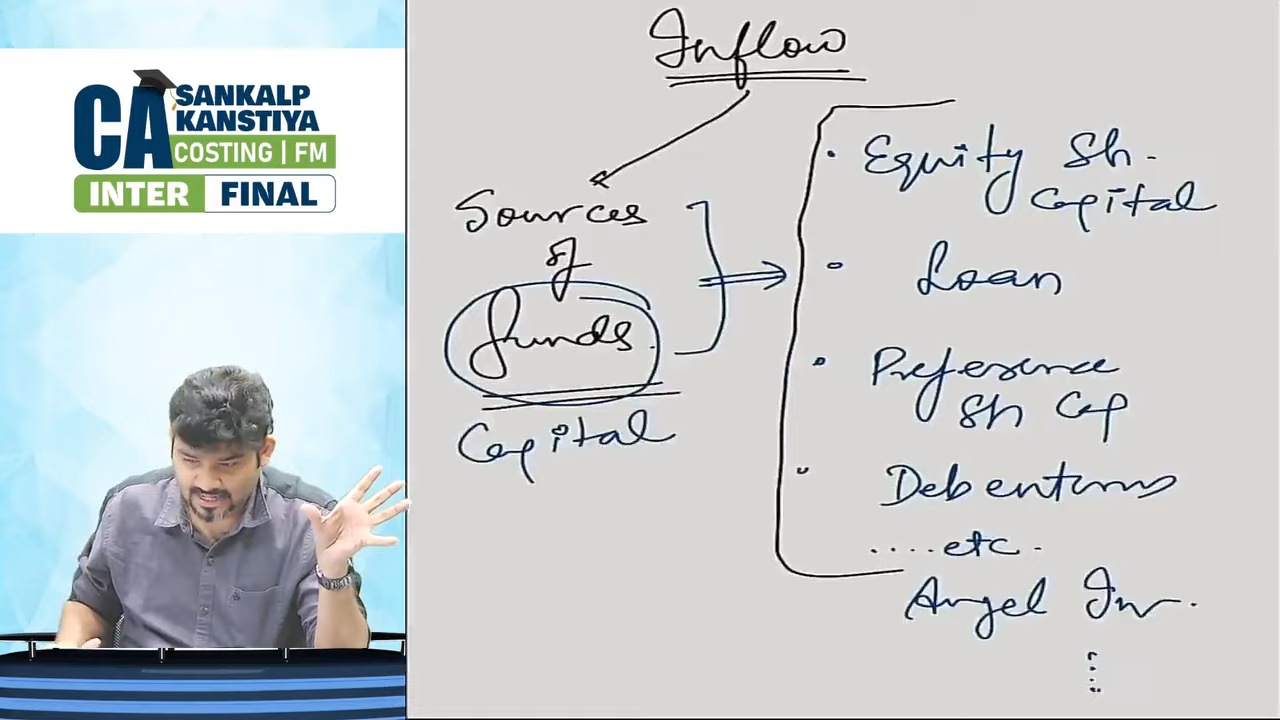 CA SANKALP
KANSTIYA
COSTING | FM
INTER FINAL
Inflow
Sources
of
funds.
Capital
• Equity Sh.
Capital
• Loan
• Preference
Sh Cap
• Debentures
.....etc.
Angel Inv.